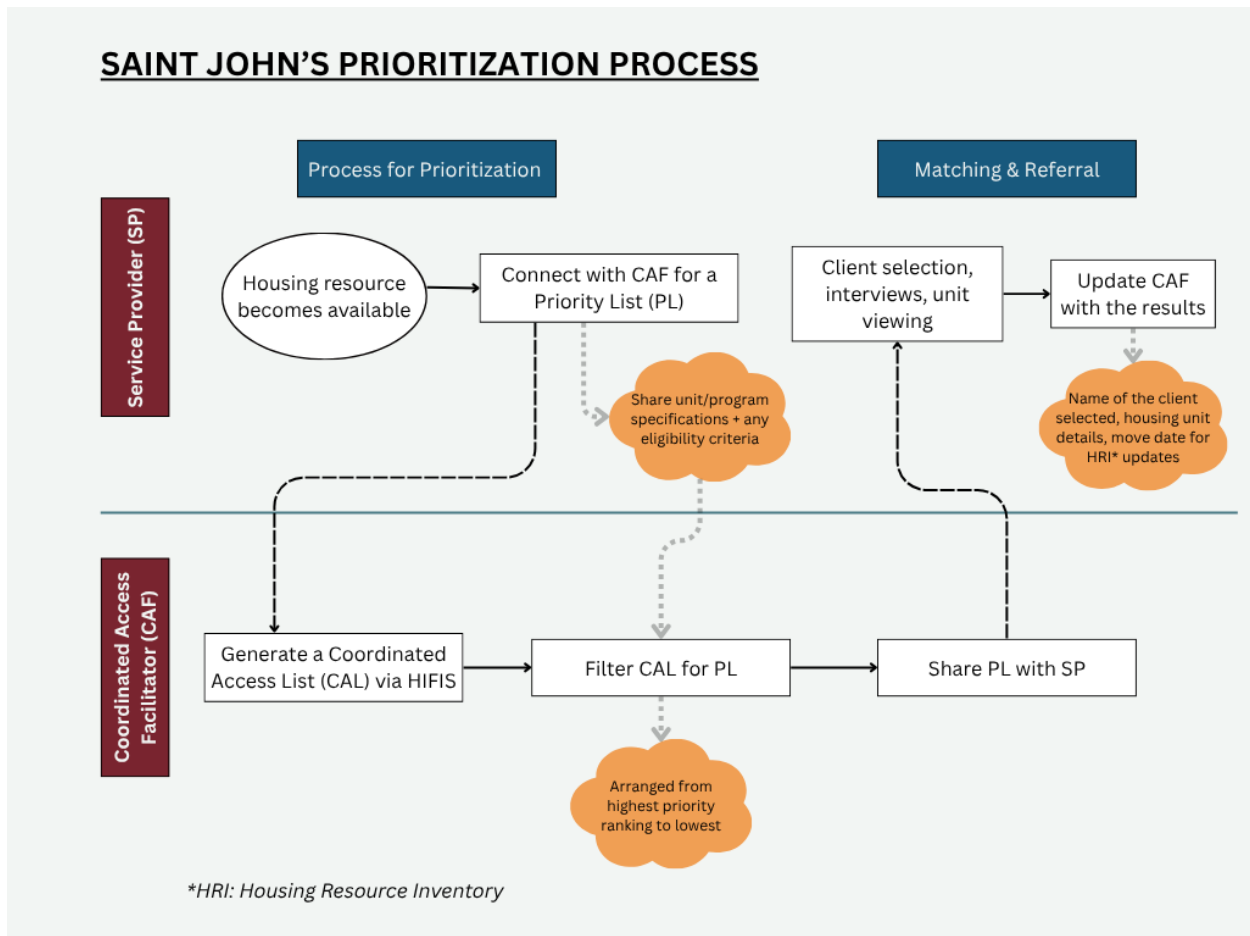 SAINT JOHN’S PRIORITIZATION PROCESS
Process for Prioritization
Matching & Referral
Service Provider (SP)
Housing resource
becomes available
Connect with CAF for a
Priority List (PL)
Client selection,
interviews, unit
viewing
Update CAF
with the results
Share unit/program
specifications + any
eligibility criteria
Name of the client
selected, housing unit
details, move date for
HRI* updates
Coordinated Access
Facilitator (CAF)
Generate a Coordinated
Access List (CAL) via HIFIS
Filter CAL for PL
Share PL with SP
Arranged from
highest priority
ranking to lowest
*HRI: Housing Resource Inventory